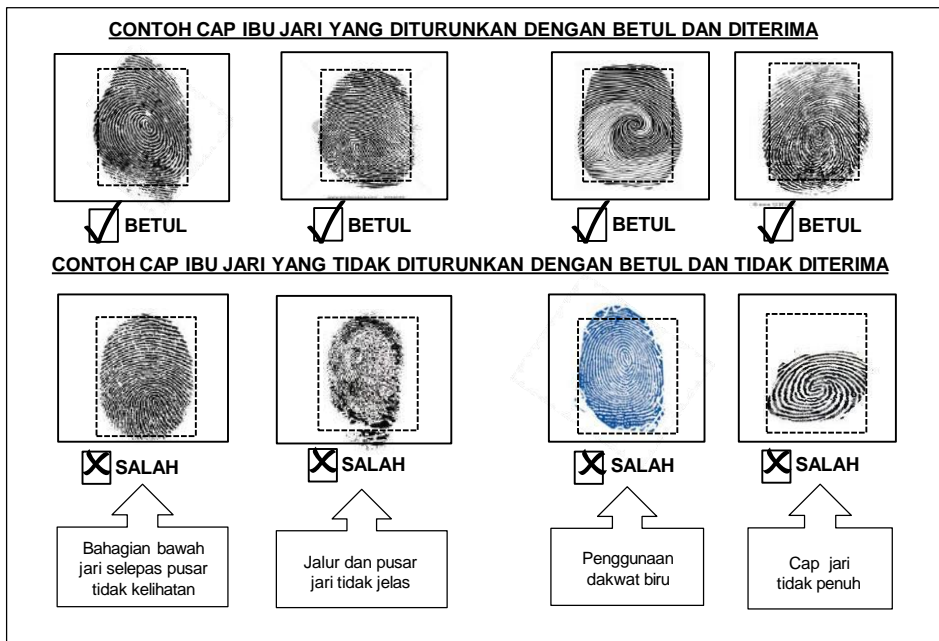 CONTOH CAP IBU JARI YANG DITURUNKAN DENGAN BETUL DAN DITERIMA
BETUL
BETUL
BETUL
BETUL
CONTOH CAP IBU JARI YANG TIDAK DITURUNKAN DENGAN BETUL DAN TIDAK DITERIMA
SALAH
SALAH
SALAH
SALAH
Bahagian bawah
jari selepas pusar
tidak kelihatan
Jalur dan pusar
jari tidak jelas
Penggunaan
dakwat biru
Cap jari
tidak penuh